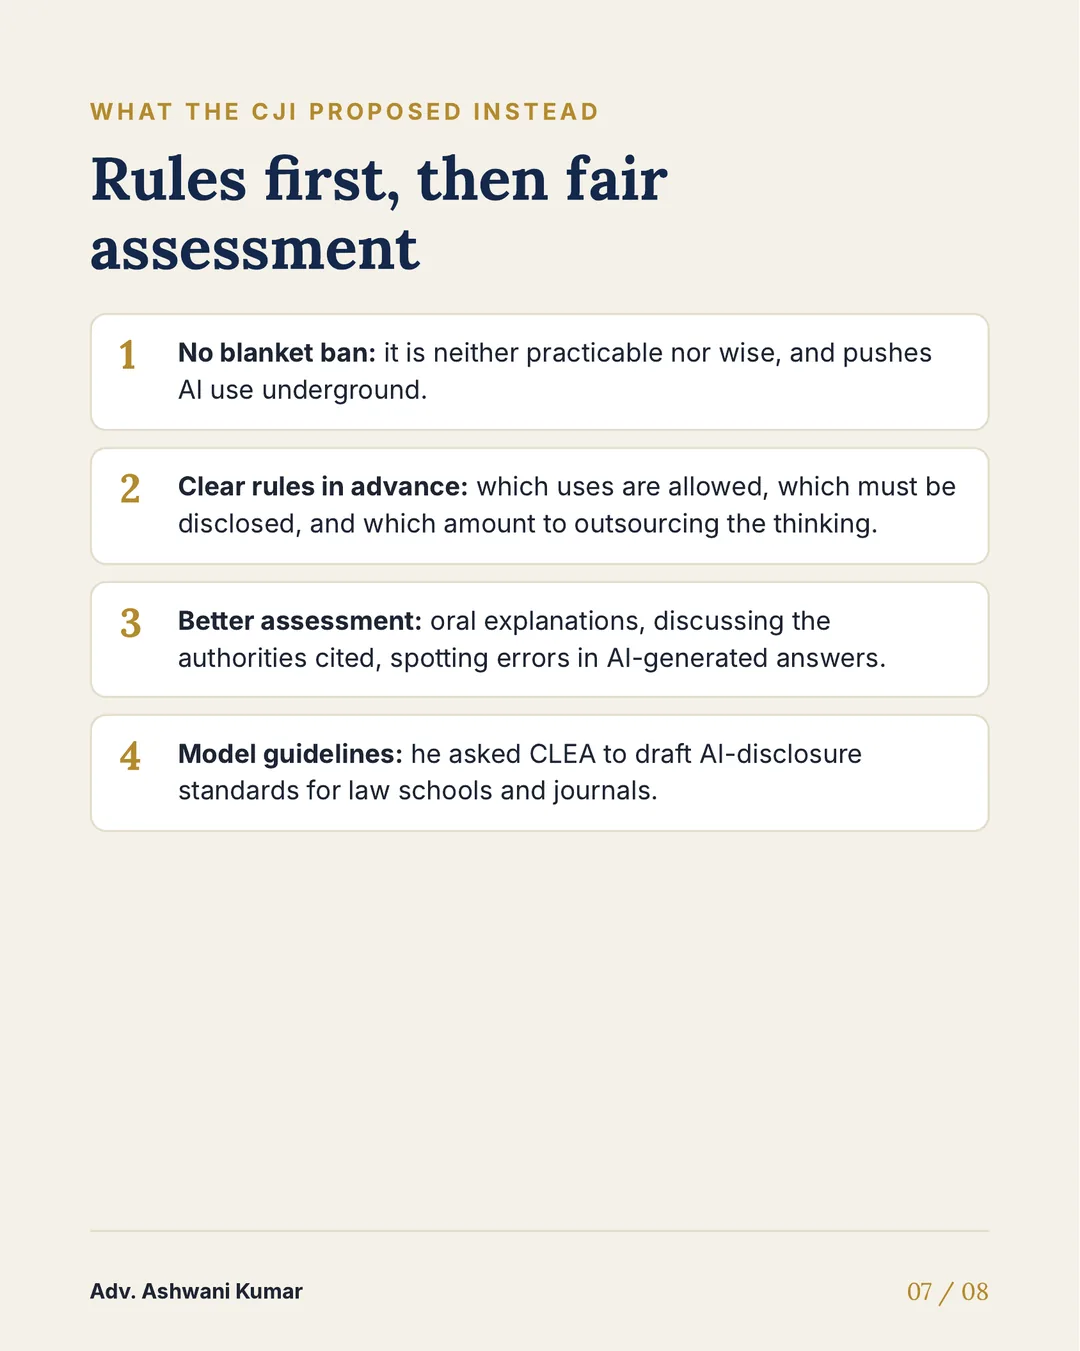 WHAT THE CJI PROPOSED INSTEAD
Rules first, then fair
assessment
1
No blanket ban: it is neither practicable nor wise, and pushes
AI use underground.
2
Clear rules in advance: which uses are allowed, which must be
disclosed, and which amount to outsourcing the thinking.
3
Better assessment: oral explanations, discussing the
authorities cited, spotting errors in AI-generated answers.
4
Model guidelines: he asked CLEA to draft AI-disclosure
standards for law schools and journals.
Adv. Ashwani Kumar
07 / 08